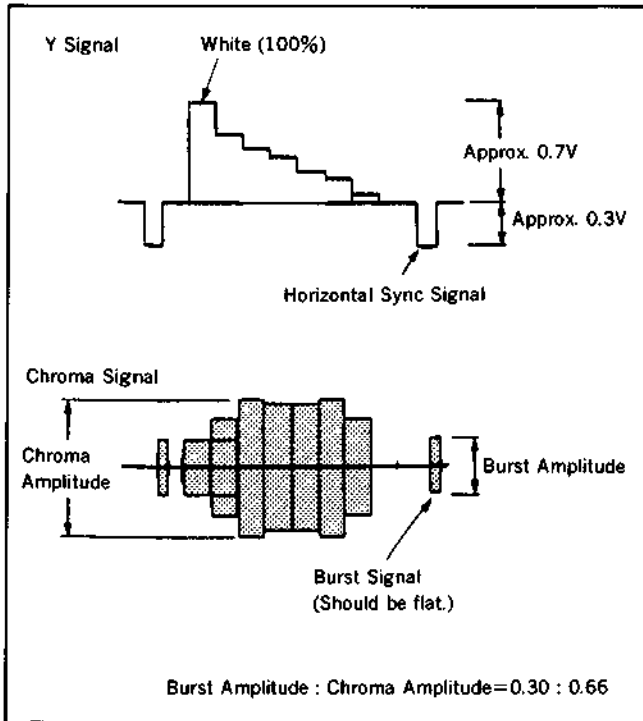 Y Signal
White (100%)
Approx. 0.7V
Approx. 0.3V
Horizontal Sync Signal
Chroma Signal
Chroma
Amplitude
Burst Amplitude
Burst Signal
(Should be flat.)
Burst Amplitude : Chroma Amplitude=0.30 : 0.66